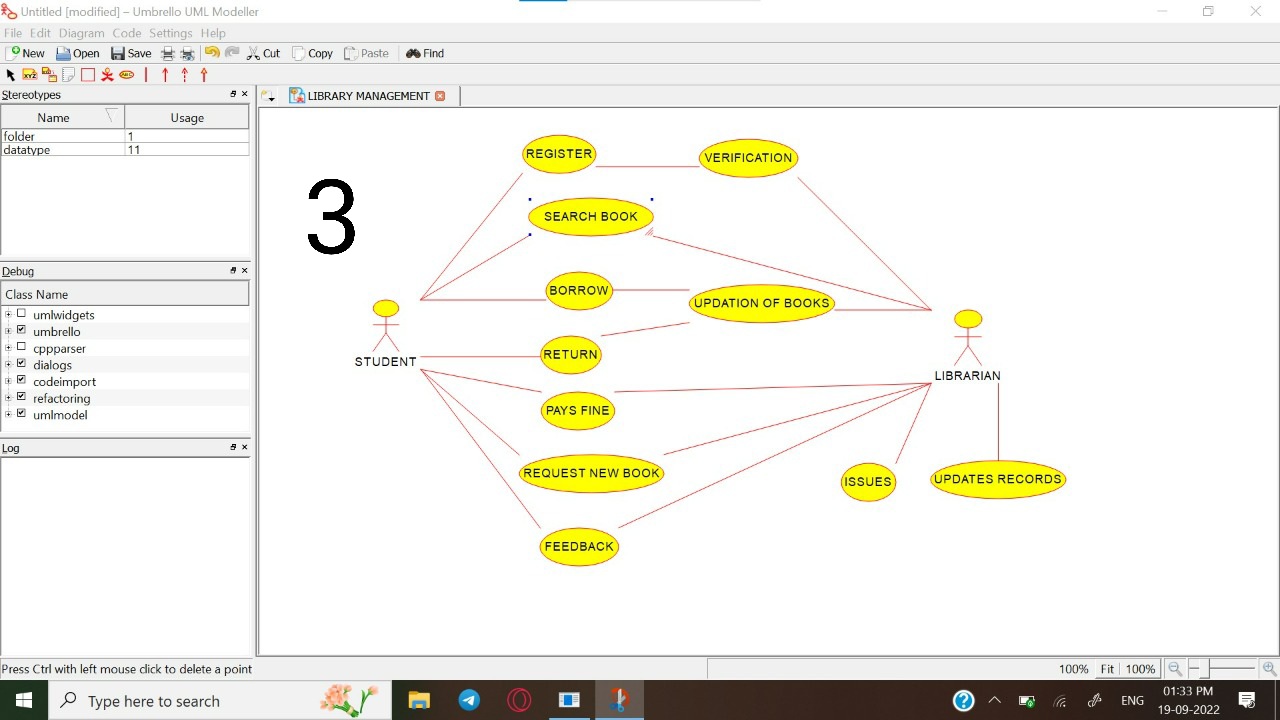 Untitled [modified] – Umbrello UML Modeller
File Edit Diagram Code Settings Help
New Open Save Cut Copy Paste Find
Stereotypes
LIBRARY MANAGEMENT
Name Usage
folder 1
datatype 11
Debug
Class Name
umlwidgets
umbrello
cppparser
dialogs
codeimport
refactoring
umlmodel
Log
3
REGISTER
VERIFICATION
SEARCH BOOK
BORROW
UPDATION OF BOOKS
STUDENT
RETURN
LIBRARIAN
PAYS FINE
REQUEST NEW BOOK
ISSUES
UPDATES RECORDS
FEEDBACK
Press Ctrl with left mouse click to delete a point
100% Fit 100%
Type here to search
ENG
01:33 PM
19-09-2022